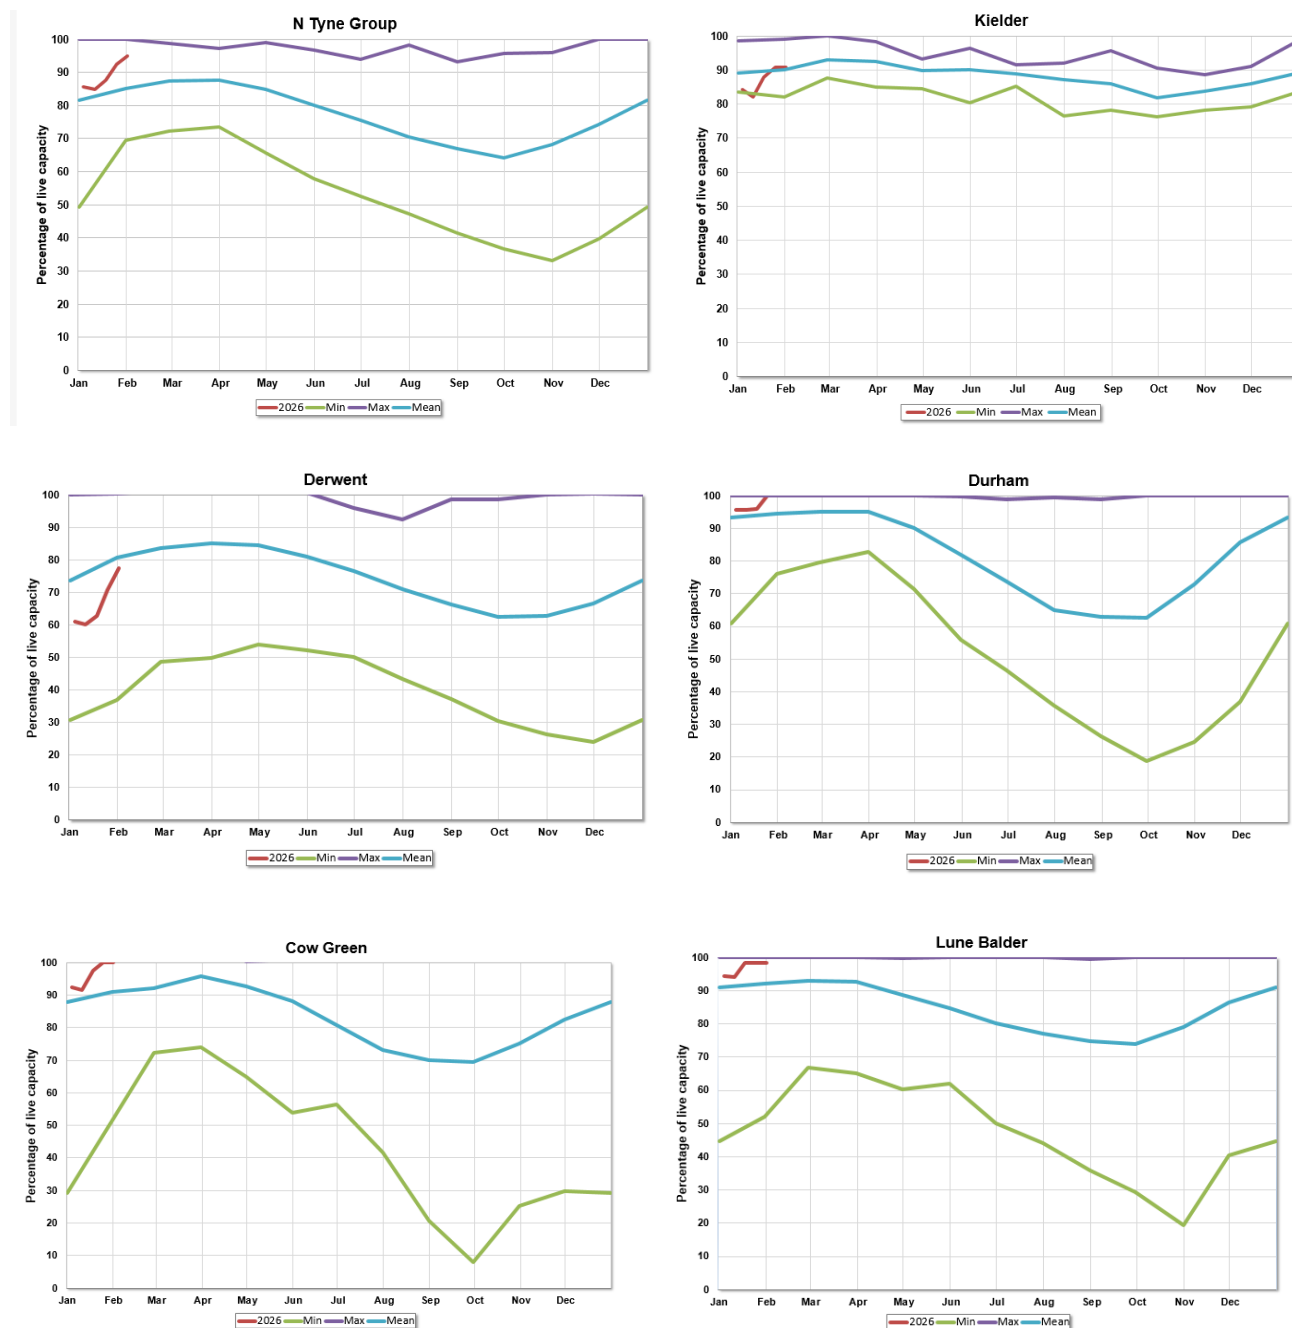 N Tyne Group
Percentage of live capacity
100
90
80
70
60
50
40
30
20
10
0
Jan Feb Mar Apr May Jun Jul Aug Sep Oct Nov Dec
2026 Min Max Mean
Kielder
Percentage of live capacity
100
90
80
70
60
50
40
30
20
10
0
Jan Feb Mar Apr May Jun Jul Aug Sep Oct Nov Dec
2026 Min Max Mean
Derwent
Percentage of live capacity
100
90
80
70
60
50
40
30
20
10
0
Jan Feb Mar Apr May Jun Jul Aug Sep Oct Nov Dec
2026 Min Max Mean
Durham
Percentage of live capacity
100
90
80
70
60
50
40
30
20
10
0
Jan Feb Mar Apr May Jun Jul Aug Sep Oct Nov Dec
2026 Min Max Mean
Cow Green
Percentage of live capacity
100
90
80
70
60
50
40
30
20
10
0
Jan Feb Mar Apr May Jun Jul Aug Sep Oct Nov Dec
2026 Min Max Mean
Lune Balder
Percentage of live capacity
100
90
80
70
60
50
40
30
20
10
0
Jan Feb Mar Apr May Jun Jul Aug Sep Oct Nov Dec
2026 Min Max Mean